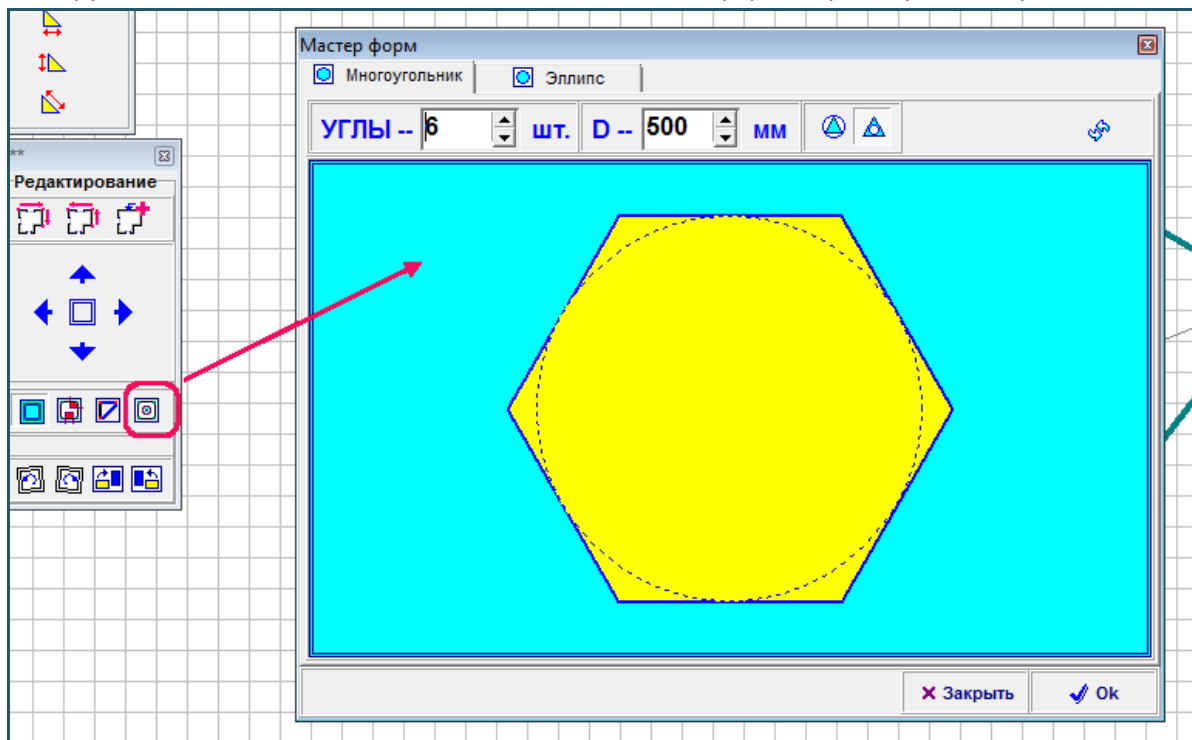 Мастер форм
Многоугольник
Эллипс
УГЛЫ -- 6 шт. D -- 500 мм
**
Редактирование
Закрыть
Ok